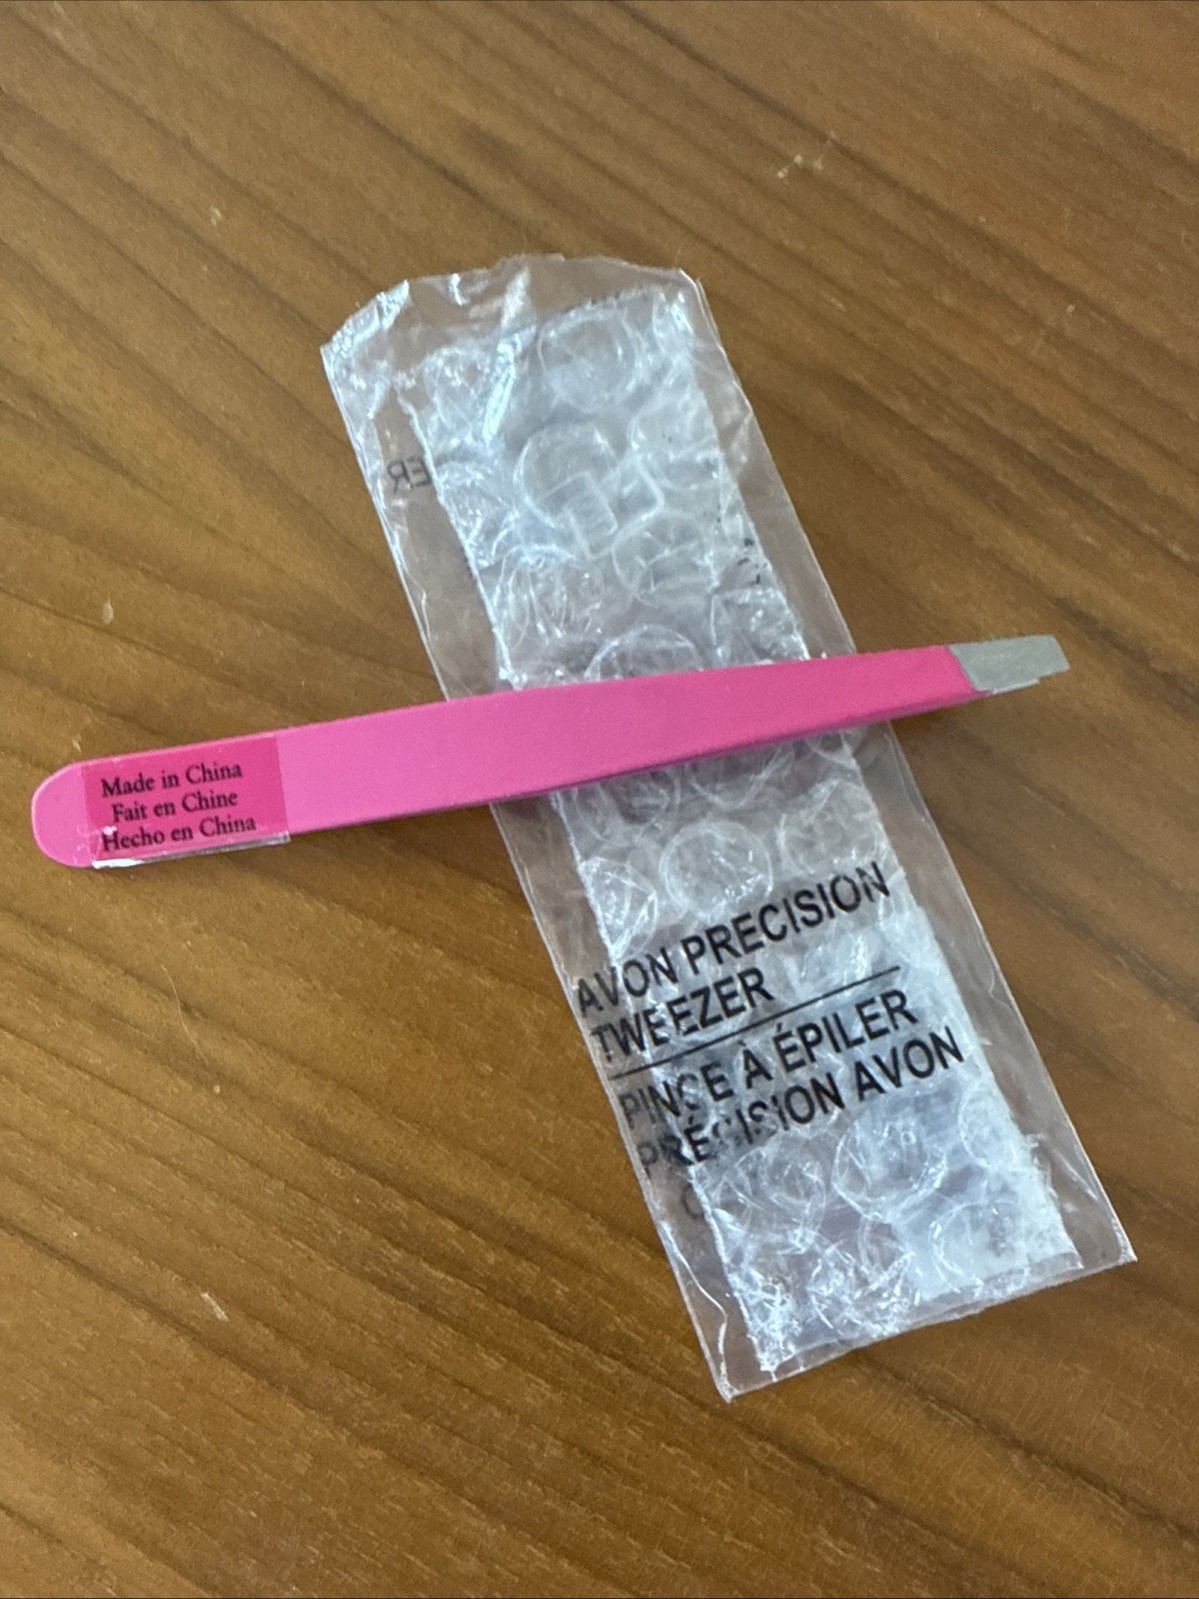 Made in China
Fait en Chine
Hecho en China
AVON PRECISION
TWEEZER
PINCE À ÉPILER
PRÉCISION AVON